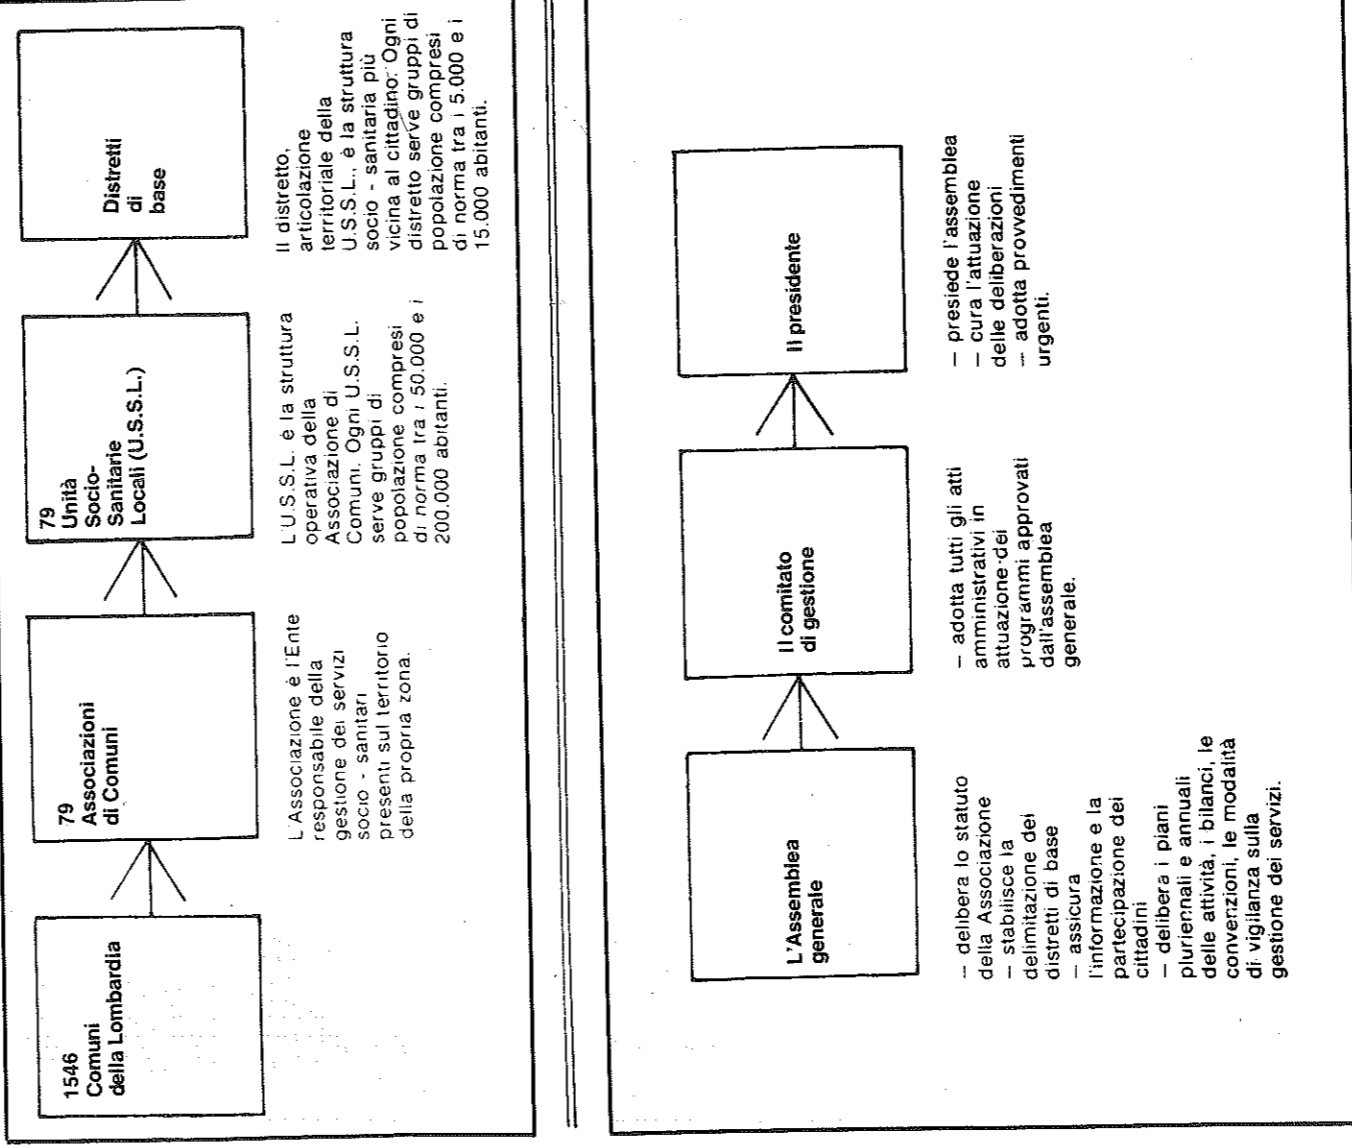 1546
Comuni
della Lombardia
79
Associazioni
di Comuni
L'Associazione è l'Ente
responsabile della
gestione dei servizi
socio - sanitari
presenti sul territorio
della propria zona.
79
Unità
Socio-
Sanitarie
Locali (U.S.S.L.)
L'U.S.S.L. è la struttura
operativa della
Associazione di
Comuni. Ogni U.S.S.L.
serve gruppi di
popolazione compresi
di norma tra i 50.000 e i
200.000 abitanti.
Distretti
di
base
Il distretto,
articolazione
territoriale della
U.S.S.L., è la struttura
socio - sanitaria più
vicina al cittadino. Ogni
distretto serve gruppi di
popolazione compresi
di norma tra i 5.000 e i
15.000 abitanti.
L'Assemblea
generale
— delibera lo statuto
della Associazione
— stabilisce la
delimitazione dei
distretti di base
— assicura
l'informazione e la
partecipazione dei
cittadini
— delibera i piani
pluriennali e annuali
delle attività, i bilanci, le
convenzioni, le modalità
di vigilanza sulla
gestione dei servizi.
Il comitato
di gestione
— adotta tutti gli atti
amministrativi in
attuazione dei
programmi approvati
dall'assemblea
generale.
Il presidente
— presiede l'assemblea
— cura l'attuazione
delle deliberazioni
— adotta provvedimenti
urgenti.